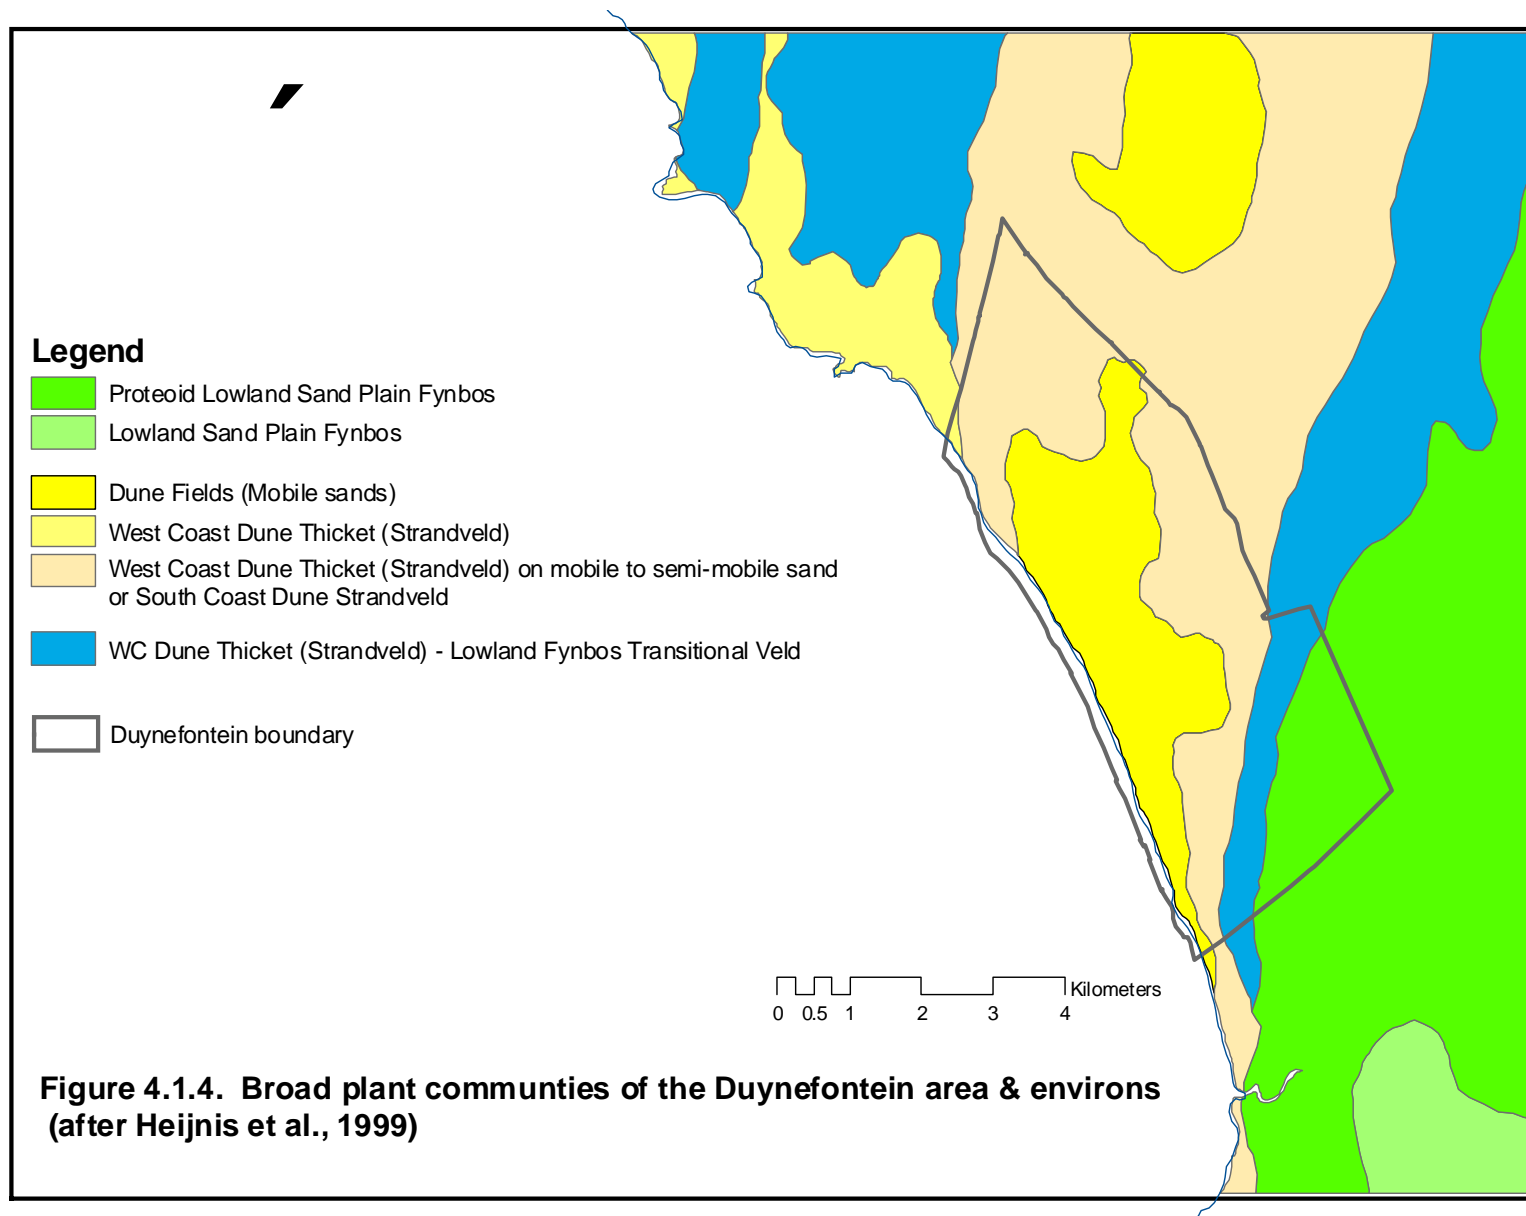 Legend
Proteoid Lowland Sand Plain Fynbos
Lowland Sand Plain Fynbos
Dune Fields (Mobile sands)
West Coast Dune Thicket (Strandveld)
West Coast Dune Thicket (Strandveld) on mobile to semi-mobile sand
or South Coast Dune Strandveld
WC Dune Thicket (Strandveld) - Lowland Fynbos Transitional Veld
Duynefontein boundary
Kilometers
0 0.5 1 2 3 4
Figure 4.1.4. Broad plant communties of the Duynefontein area & environs
(after Heijnis et al., 1999)